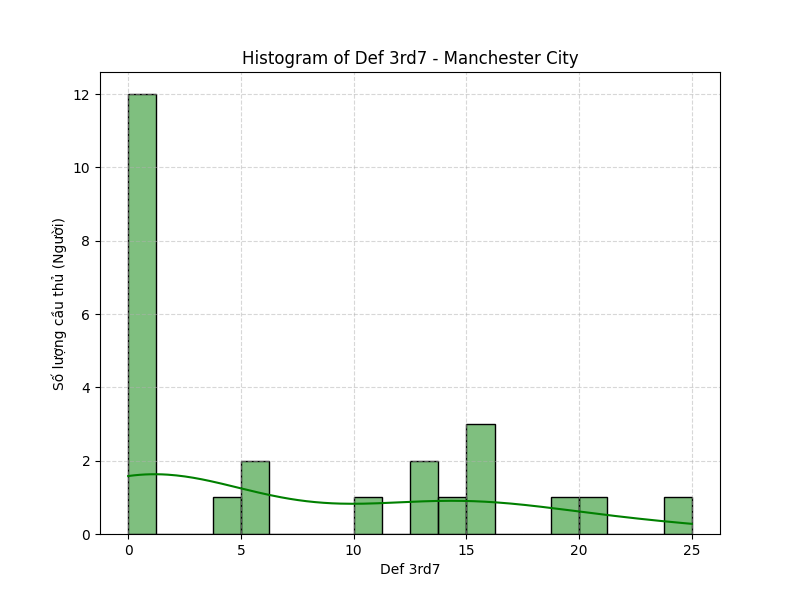 Histogram of Def 3rd7 - Manchester City
Số lượng cầu thủ (Người)
12
10
8
6
4
2
0
0 5 10 15 20 25
Def 3rd7